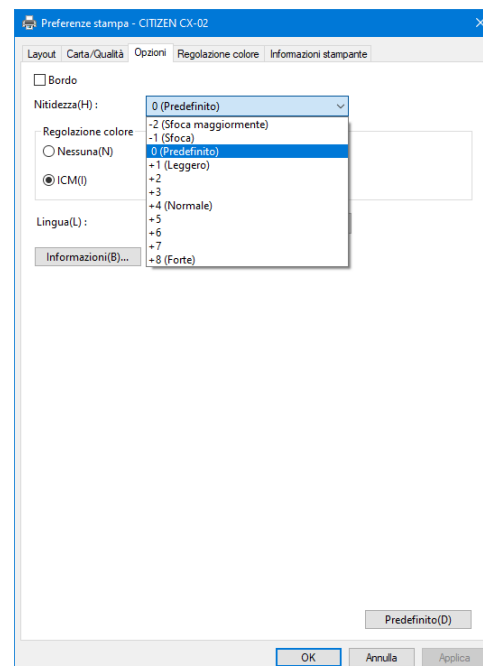 Preferenze stampa - CITIZEN CX-02
Layout Carta/Qualità Opzioni Regolazione colore Informazioni stampante
Bordo
Nitidezza(H) : 0 (Predefinito)
-2 (Sfoca maggiormente)
-1 (Sfoca)
0 (Predefinito)
+1 (Leggero)
+2
+3
+4 (Normale)
+5
+6
+7
+8 (Forte)
Regolazione colore
Nessuna(N)
ICM(I)
Lingua(L) :
Informazioni(B)...
Predefinito(D)
OK Annulla Applica